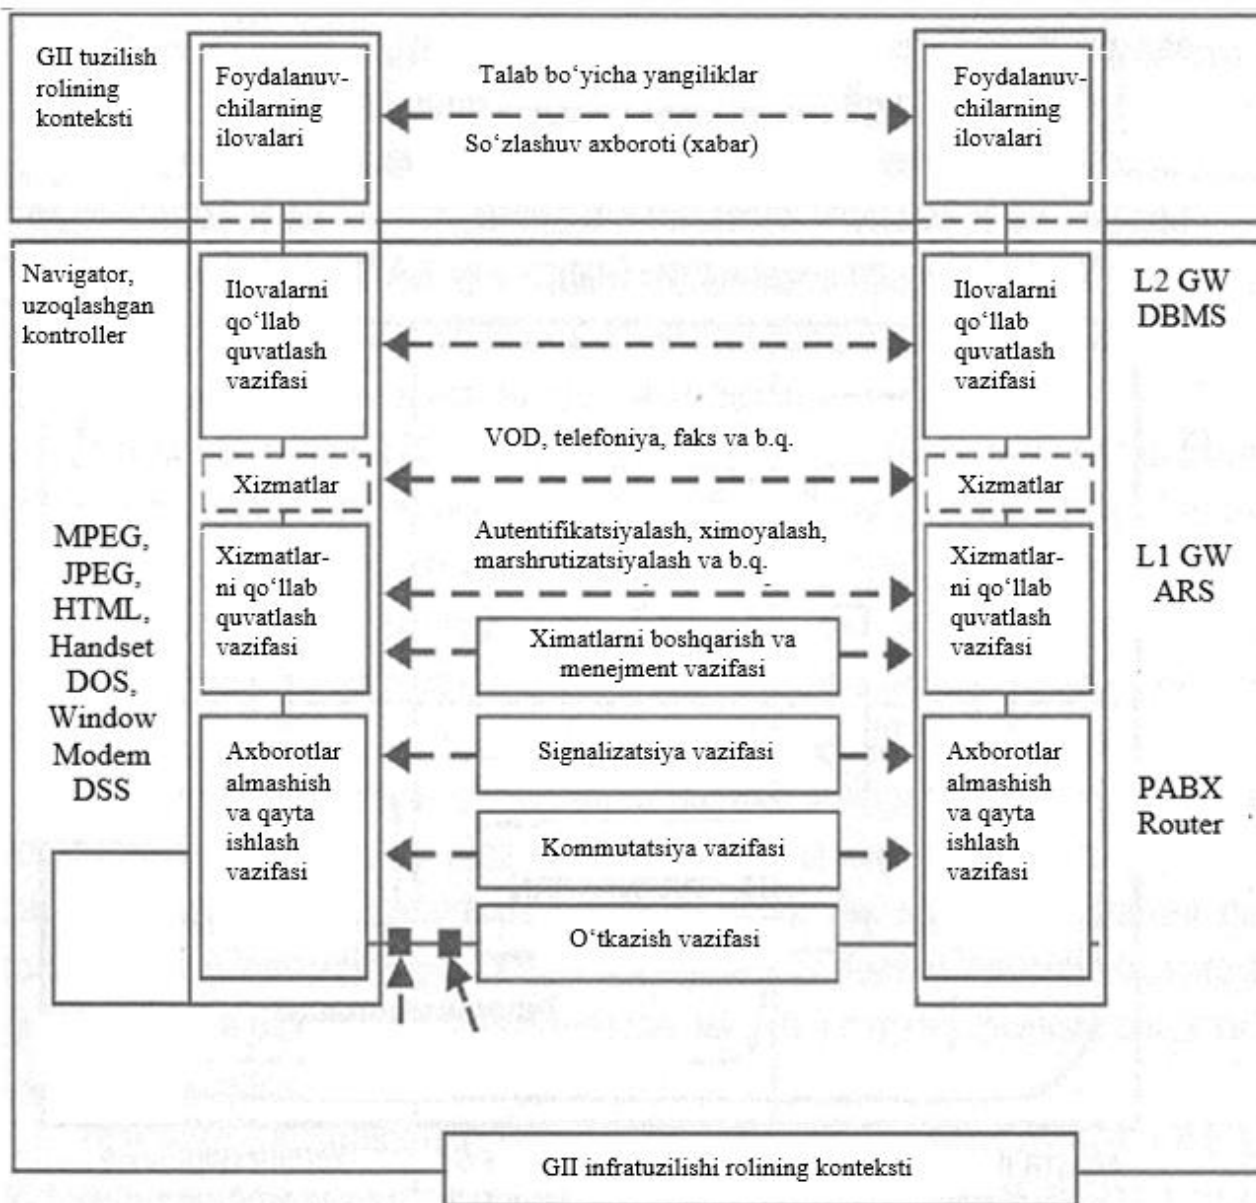 GII tuzilish
rolining
konteksti
Foydalanuv-
chilarning
ilovalari
Talab bo‘yicha yangiliklar
So‘zlashuv axboroti (xabar)
Foydalanuv-
chilarning
ilovalari
Navigator,
uzoqlashgan
kontroller
Ilovalarni
qo‘llab
quvatlash
vazifasi
Ilovalarni
qo‘llab
quvatlash
vazifasi
L2 GW
DBMS
VOD, telefoniya, faks va b.q.
Xizmatlar
Xizmatlar
MPEG,
JPEG,
HTML,
Handset
DOS,
Window
Modem
DSS
Xizmatlar-
ni qo‘llab
quvatlash
vazifasi
Autentifikatsiyalash, ximoyalash,
marshrutizatsiyalash va b.q.
Xizmatlar-
ni qo‘llab
quvatlash
vazifasi
L1 GW
ARS
Ximatlarni boshqarish va
menejment vazifasi
Axborotlar
almashish
va qayta
ishlash
vazifasi
Signalizatsiya vazifasi
Kommutatsiya vazifasi
O‘tkazish vazifasi
Axborotlar
almashish
va qayta
ishlash
vazifasi
PABX
Router
GII infratuzilishi rolining konteksti